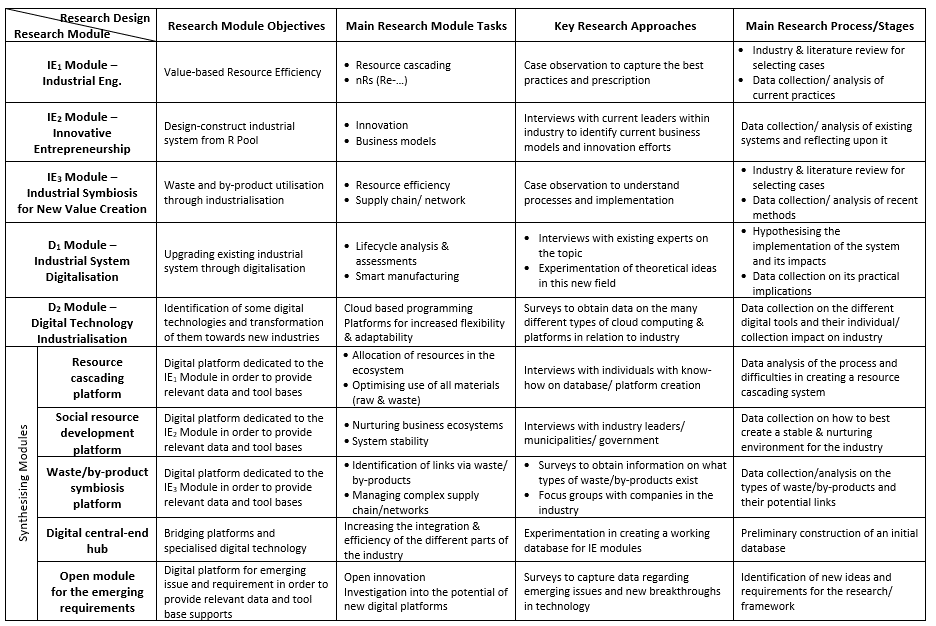 Research Design
Research Module
Research Module Objectives
Main Research Module Tasks
Key Research Approaches
Main Research Process/Stages
IE₁ Module –
Industrial Eng.
Value-based Resource Efficiency
• Resource cascading
• nRs (Re-...)
Case observation to capture the best
practices and prescription
• Industry & literature review for
selecting cases
• Data collection/ analysis of
current practices
IE₂ Module –
Innovative
Entrepreneurship
Design-construct industrial
system from R Pool
• Innovation
• Business models
Interviews with current leaders within
industry to identify current business
models and innovation efforts
Data collection/ analysis of existing
systems and reflecting upon it
IE₃ Module –
Industrial Symbiosis
for New Value Creation
Waste and by-product utilisation
through industrialisation
• Resource efficiency
• Supply chain/ network
Case observation to understand
processes and implementation
• Industry & literature review for
selecting cases
• Data collection/ analysis of recent
methods
D₁ Module –
Industrial System
Digitalisation
Upgrading existing industrial
system through digitalisation
• Lifecycle analysis &
assessments
• Smart manufacturing
• Interviews with existing experts on
the topic
• Experimentation of theoretical ideas
in this new field
• Hypothesising the
implementation of the system
and its impacts
• Data collection on its practical
implications
D₂ Module –
Digital Technology
Industrialisation
Identification of some digital
technologies and transformation
of them towards new industries
Cloud based programming
Platforms for increased flexibility
& adaptability
Surveys to obtain data on the many
different types of cloud computing &
platforms in relation to industry
Data collection on the different
digital tools and their individual/
collection impact on industry
Synthesising Modules
Resource
cascading
platform
Digital platform dedicated to the
IE₁ Module in order to provide
relevant data and tool bases
• Allocation of resources in the
ecosystem
• Optimising use of all materials
(raw & waste)
Interviews with individuals with know-
how on database/ platform creation
Data analysis of the process and
difficulties in creating a resource
cascading system
Social resource
development
platform
Digital platform dedicated to the
IE₂ Module in order to provide
relevant data and tool bases
• Nurturing business ecosystems
• System stability
Interviews with industry leaders/
municipalities/ government
Data collection on how to best
create a stable & nurturing
environment for the industry
Waste/by-product
symbiosis
platform
Digital platform dedicated to the
IE₃ Module in order to provide
relevant data and tool bases
• Identification of links via waste/
by-products
• Managing complex supply
chain/networks
• Surveys to obtain information on what
types of waste/by-products exist
• Focus groups with companies in the
industry
Data collection/analysis on the
types of waste/by-products and
their potential links
Digital central-end
hub
Bridging platforms and
specialised digital technology
Increasing the integration &
efficiency of the different parts of
the industry
Experimentation in creating a working
database for IE modules
Preliminary construction of an initial
database
Open module
for the emerging
requirements
Digital platform for emerging
issue and requirement in order to
provide relevant data and tool
base supports
Open innovation
Investigation into the potential of
new digital platforms
Surveys to capture data regarding
emerging issues and new breakthroughs
in technology
Identification of new ideas and
requirements for the research/
framework